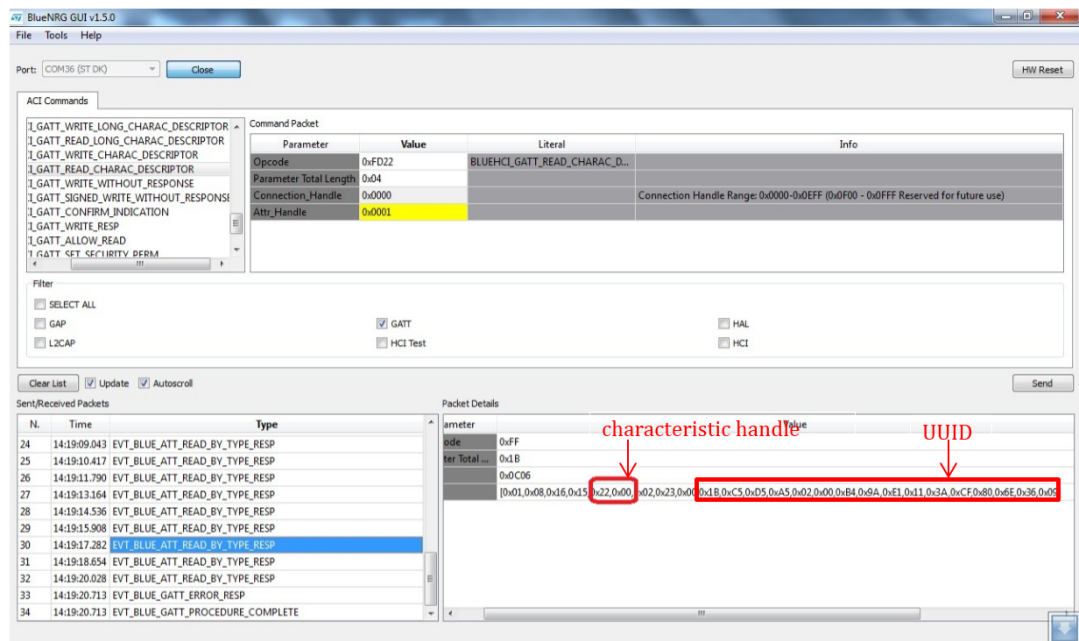 BlueNRG GUI v1.5.0
File Tools Help
Port: COM36 (ST DK) Close HW Reset
ACI Commands
I_GATT_WRITE_LONG_CHARAC_DESCRIPTOR
I_GATT_READ_LONG_CHARAC_DESCRIPTOR
I_GATT_WRITE_CHARAC_DESCRIPTOR
I_GATT_READ_CHARAC_DESCRIPTOR
I_GATT_WRITE_WITHOUT_RESPONSE
I_GATT_SIGNED_WRITE_WITHOUT_RESPONSE
I_GATT_CONFIRM_INDICATION
I_GATT_WRITE_RESP
I_GATT_ALLOW_READ
I_GATT_SET_SECURITY_PERM
Command Packet
Parameter Value Literal Info
Opcode 0xFD22 BLUEHCI_GATT_READ_CHARAC_D...
Parameter Total Length 0x04
Connection_Handle 0x0000 Connection Handle Range: 0x0000-0x0EFF (0x0F00 - 0x0FFF Reserved for future use)
Attr_Handle 0x0001
Filter
SELECT ALL
GAP GATT HAL
L2CAP HCI Test HCI
Clear List Update Autoscroll Send
Sent/Received Packets
N. Time Type
24 14:19:09.043 EVT_BLUE_ATT_READ_BY_TYPE_RESP
25 14:19:10.417 EVT_BLUE_ATT_READ_BY_TYPE_RESP
26 14:19:11.790 EVT_BLUE_ATT_READ_BY_TYPE_RESP
27 14:19:13.164 EVT_BLUE_ATT_READ_BY_TYPE_RESP
28 14:19:14.536 EVT_BLUE_ATT_READ_BY_TYPE_RESP
29 14:19:15.908 EVT_BLUE_ATT_READ_BY_TYPE_RESP
30 14:19:17.282 EVT_BLUE_ATT_READ_BY_TYPE_RESP
31 14:19:18.654 EVT_BLUE_ATT_READ_BY_TYPE_RESP
32 14:19:20.028 EVT_BLUE_ATT_READ_BY_TYPE_RESP
33 14:19:20.713 EVT_BLUE_GATT_ERROR_RESP
34 14:19:20.713 EVT_BLUE_GATT_PROCEDURE_COMPLETE
Packet Details
ameter Value
characteristic handle UUID
ode 0xFF
ter Total ... 0x1B
0x0C06
[0x01,0x08,0x16,0x15,0x22,0x00,0x02,0x23,0x00,0x1B,0xC5,0xD5,0xA5,0x02,0x00,0xB4,0x9A,0xE1,0x11,0x3A,0xCF,0x80,0x6E,0x36,0x09